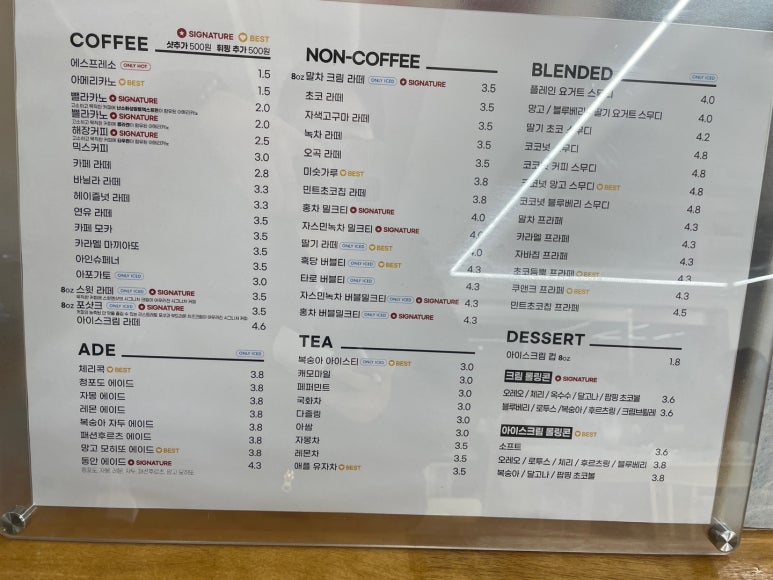 COFFEE
SIGNATURE BEST
샷추가 500원 휘핑 추가 500원
에스프레소 ONLY HOT 1.5
아메리카노 BEST 1.5
빨라카노 SIGNATURE 2.0
빨라카노 SIGNATURE 2.0
해장커피 SIGNATURE 2.5
믹스커피 3.0
카페 라떼 2.8
바닐라 라떼 3.3
헤이즐넛 라떼 3.3
연유 라떼 3.5
카페 모카 3.5
카라멜 마끼아또 3.5
아인슈페너 3.5
아포카토 ONLY ICED 3.0
8oz 스윗 라떼 ONLY ICED SIGNATURE 3.5
8oz 포삿크 ONLY ICED SIGNATURE 3.5
아이스크림 라떼 4.6
ADE ONLY ICED
체리콕 BEST 3.8
청포도 에이드 3.8
자몽 에이드 3.8
레몬 에이드 3.8
복숭아 자두 에이드 3.8
패션후르츠 에이드 3.8
망고 모히또 에이드 BEST 3.8
동안 에이드 SIGNATURE 4.3
청포도, 자몽, 레몬, 자두, 패션후르츠, 망고 모히또
NON-COFFEE
8oz 말차 크림 라떼 ONLY ICED SIGNATURE 3.5
초코 라떼 3.5
자색고구마 라떼 3.5
녹차 라떼 3.5
오곡 라떼 3.5
미숫가루 BEST 3.8
민트초코칩 라떼 3.8
홍차 밀크티 SIGNATURE 4.0
자스민녹차 밀크티 SIGNATURE 4.0
딸기 라떼 ONLY ICED BEST 4.3
흑당 버블티 ONLY ICED BEST 4.3
타로 버블티 ONLY ICED 4.3
자스민녹차 버블밀크티 ONLY ICED SIGNATURE 4.3
홍차 버블밀크티 ONLY ICED SIGNATURE 4.3
TEA
복숭아 아이스티 ONLY ICED BEST 3.0
캐모마일 3.0
페퍼민트 3.0
국화차 3.0
다즐링 3.0
아쌈 3.0
자몽차 3.5
레몬차 3.5
애플 유자차 BEST 3.5
BLENDED ONLY ICED
플레인 요거트 스무디 4.0
망고 / 블루베리 / 딸기 요거트 스무디 4.0
딸기 초코 스무디 4.2
코코넛 스무디 4.8
코코넛 커피 스무디 4.8
코코넛 망고 스무디 BEST 4.8
코코넛 블루베리 스무디 4.8
말차 프라페 4.3
카라멜 프라페 4.3
자바칩 프라페 4.3
초코듬뿍 프라페 BEST 4.3
쿠앤크 프라페 BEST 4.3
민트초코칩 프라페 4.5
DESSERT
아이스크림 컵 8oz 1.8
크림 롤링콘 SIGNATURE
오레오 / 체리 / 옥수수 / 달고나 / 팝핑 초코볼
블루베리 / 로투스 / 복숭아 / 후르츠링 / 크림브륄레 3.6
아이스크림 롤링콘 BEST
소프트 3.6
오레오 / 로투스 / 체리 / 후르츠링 / 블루베리 3.8
복숭아 / 달고나 / 팝핑 초코볼 3.8